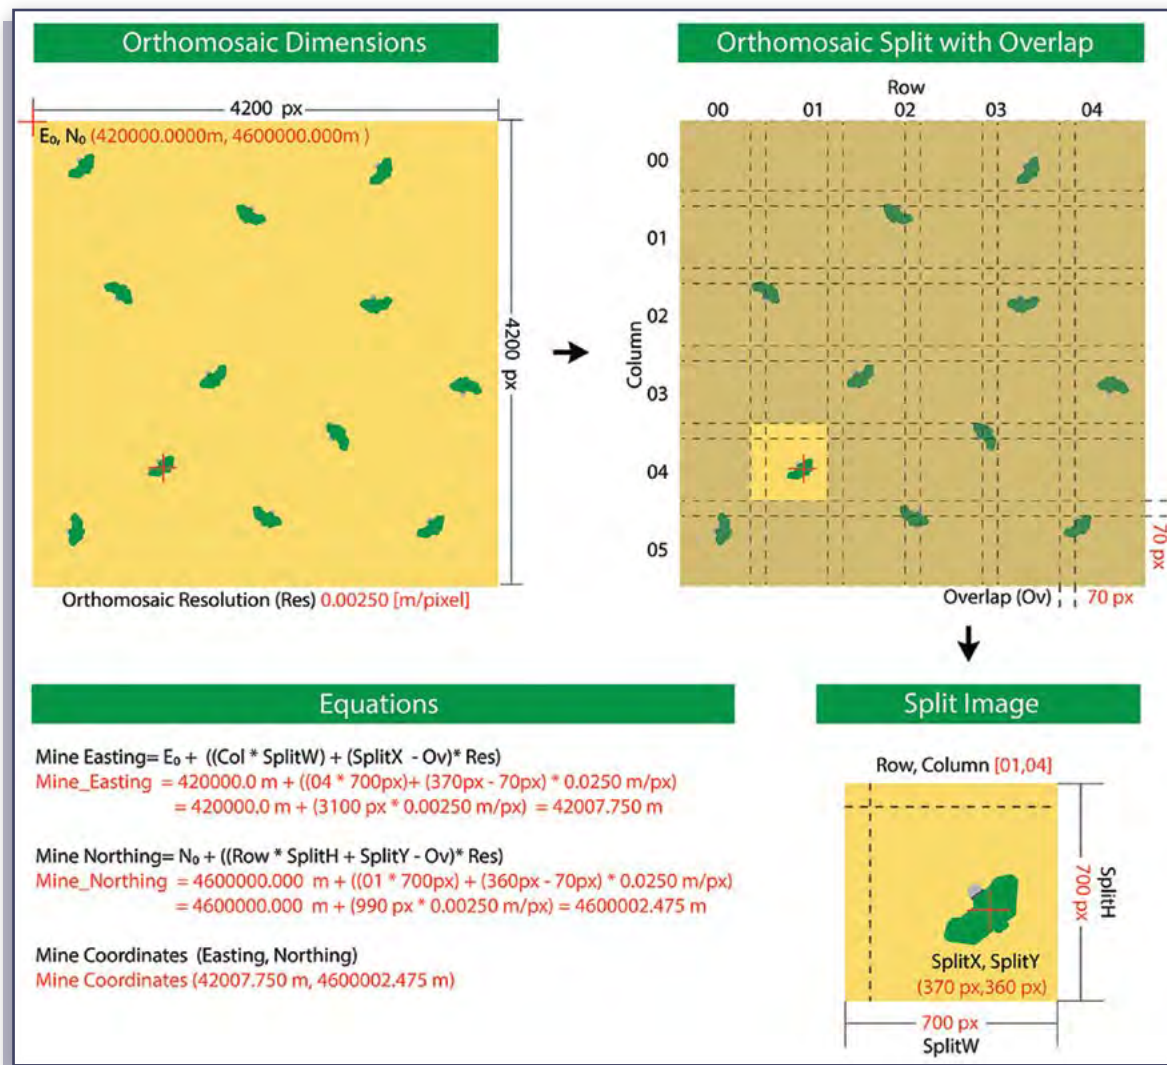 Orthomosaic Dimensions
4200 px
E₀, N₀ (420000.0000m, 4600000.000m )
4200 px
Orthomosaic Resolution (Res) 0.00250 [m/pixel]
Orthomosaic Split with Overlap
Row
00 01 02 03 04
Column
00
01
02
03
04
05
70 px
Overlap (Ov) 70 px
Equations
Mine Easting= E₀ + ((Col * SplitW) + (SplitX - Ov)* Res)
Mine_Easting = 420000.0 m + ((04 * 700px)+ (370px - 70px) * 0.0250 m/px)
= 420000.0 m + (3100 px * 0.00250 m/px) = 42007.750 m
Mine Northing= N₀ + ((Row * SplitH + SplitY - Ov)* Res)
Mine_Northing = 4600000.000 m + ((01 * 700px) + (360px - 70px) * 0.0250 m/px)
= 4600000.000 m + (990 px * 0.00250 m/px) = 4600002.475 m
Mine Coordinates (Easting, Northing)
Mine Coordinates (42007.750 m, 4600002.475 m)
Split Image
Row, Column [01,04]
SplitX, SplitY
(370 px,360 px)
700 px
SplitH
700 px
SplitW